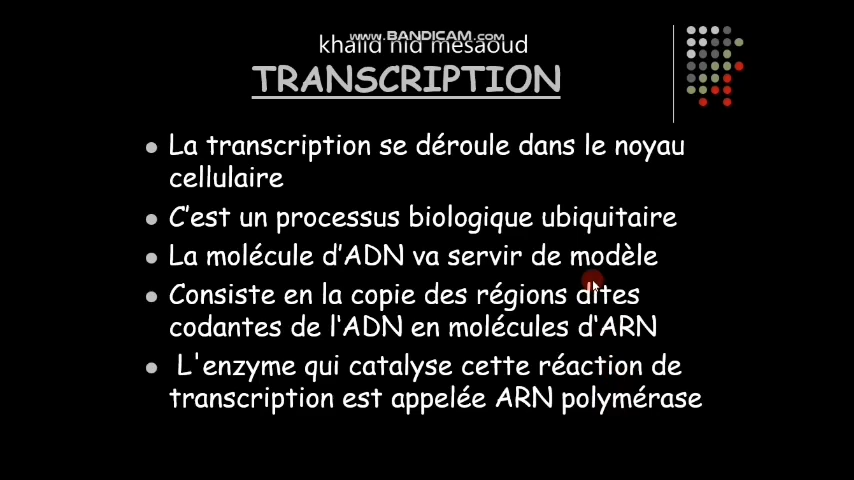 www.BANDICAM.com
khalid nid mesaoud
TRANSCRIPTION
● La transcription se déroule dans le noyau
cellulaire
● C’est un processus biologique ubiquitaire
● La molécule d’ADN va servir de modèle
● Consiste en la copie des régions dites
codantes de l'ADN en molécules d'ARN
● L'enzyme qui catalyse cette réaction de
transcription est appelée ARN polymérase